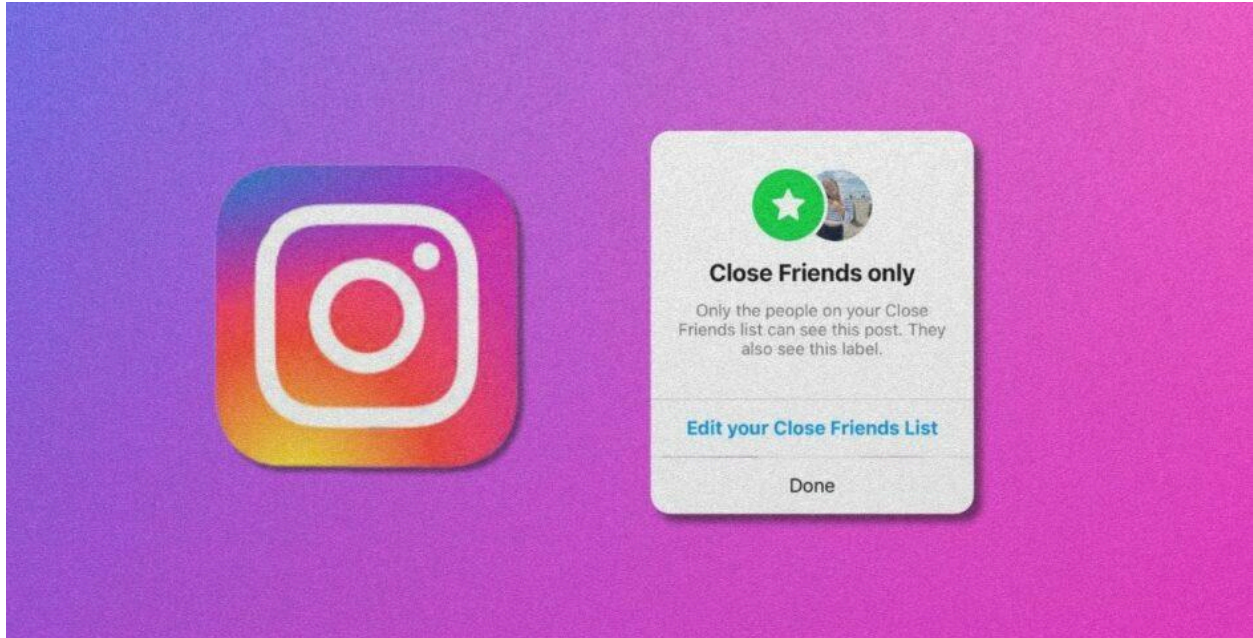 Close Friends only
Only the people on your Close
Friends list can see this post. They
also see this label.
Edit your Close Friends List
Done